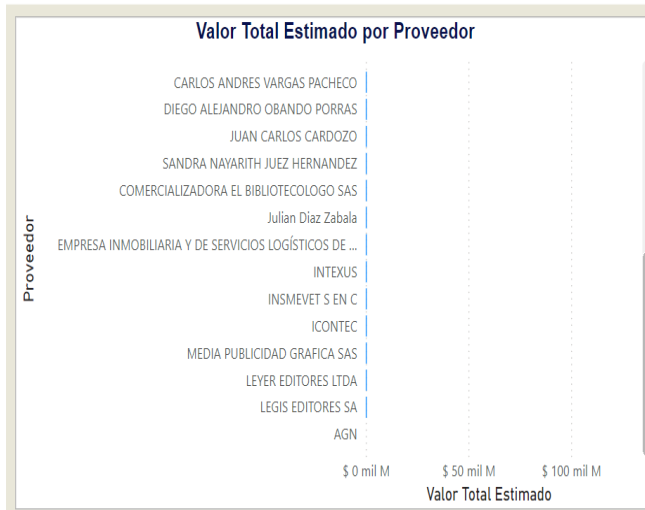 Valor Total Estimado por Proveedor
CARLOS ANDRES VARGAS PACHECO
DIEGO ALEJANDRO OBANDO PORRAS
JUAN CARLOS CARDOZO
SANDRA NAYARITH JUEZ HERNANDEZ
COMERCIALIZADORA EL BIBLIOTECOLOGO SAS
Julian Diaz Zabala
EMPRESA INMOBILIARIA Y DE SERVICIOS LOGÍSTICOS DE ...
INTEXUS
INSMEVET S EN C
ICONTEC
MEDIA PUBLICIDAD GRAFICA SAS
LEYER EDITORES LTDA
LEGIS EDITORES SA
AGN
Proveedor
$ 0 mil M
$ 50 mil M
$ 100 mil M
Valor Total Estimado